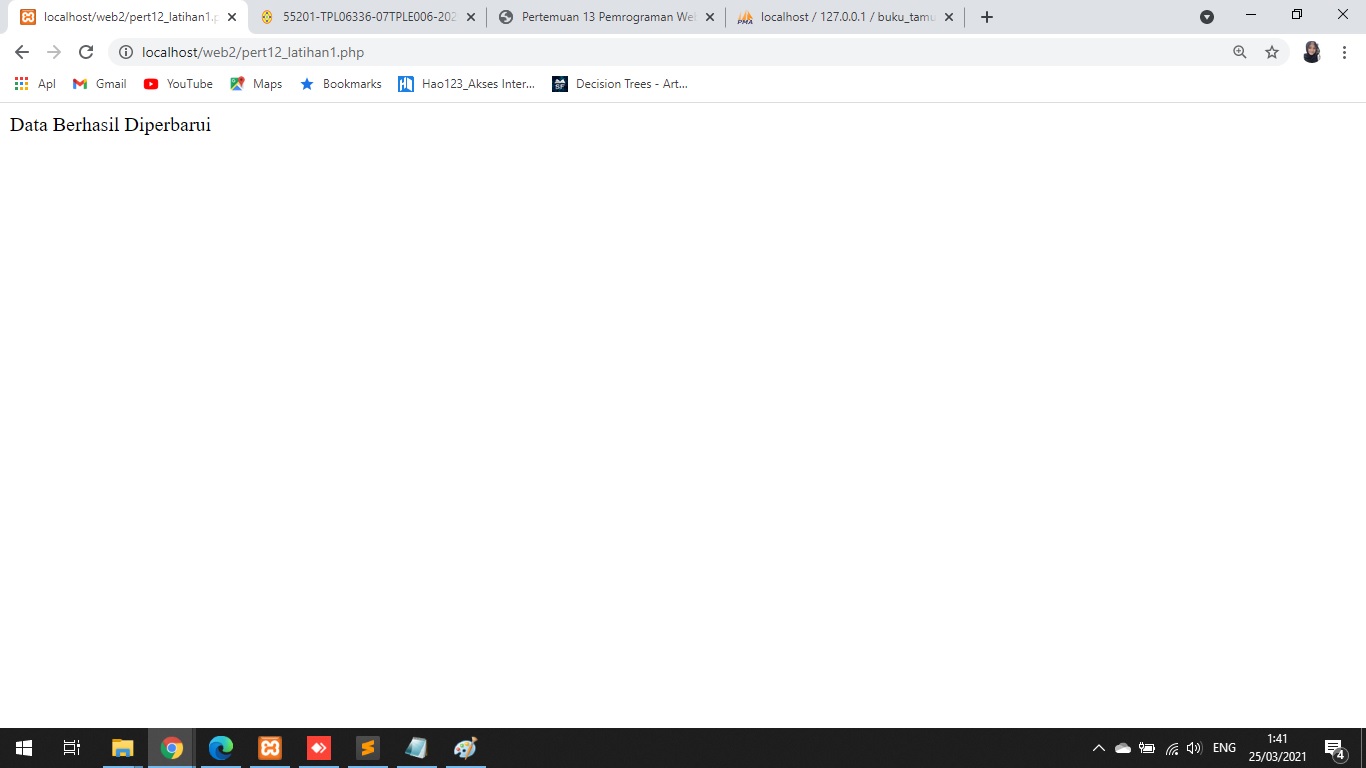 localhost/web2/pert12_latihan1.p
55201-TPL06336-07TPLE006-202
Pertemuan 13 Pemrograman Wel
localhost / 127.0.0.1 / buku_tamu
localhost/web2/pert12_latihan1.php
Apl
Gmail
YouTube
Maps
Bookmarks
Hao123_Akses Inter...
Decision Trees - Art...
Data Berhasil Diperbarui
ENG
1:41
25/03/2021
4